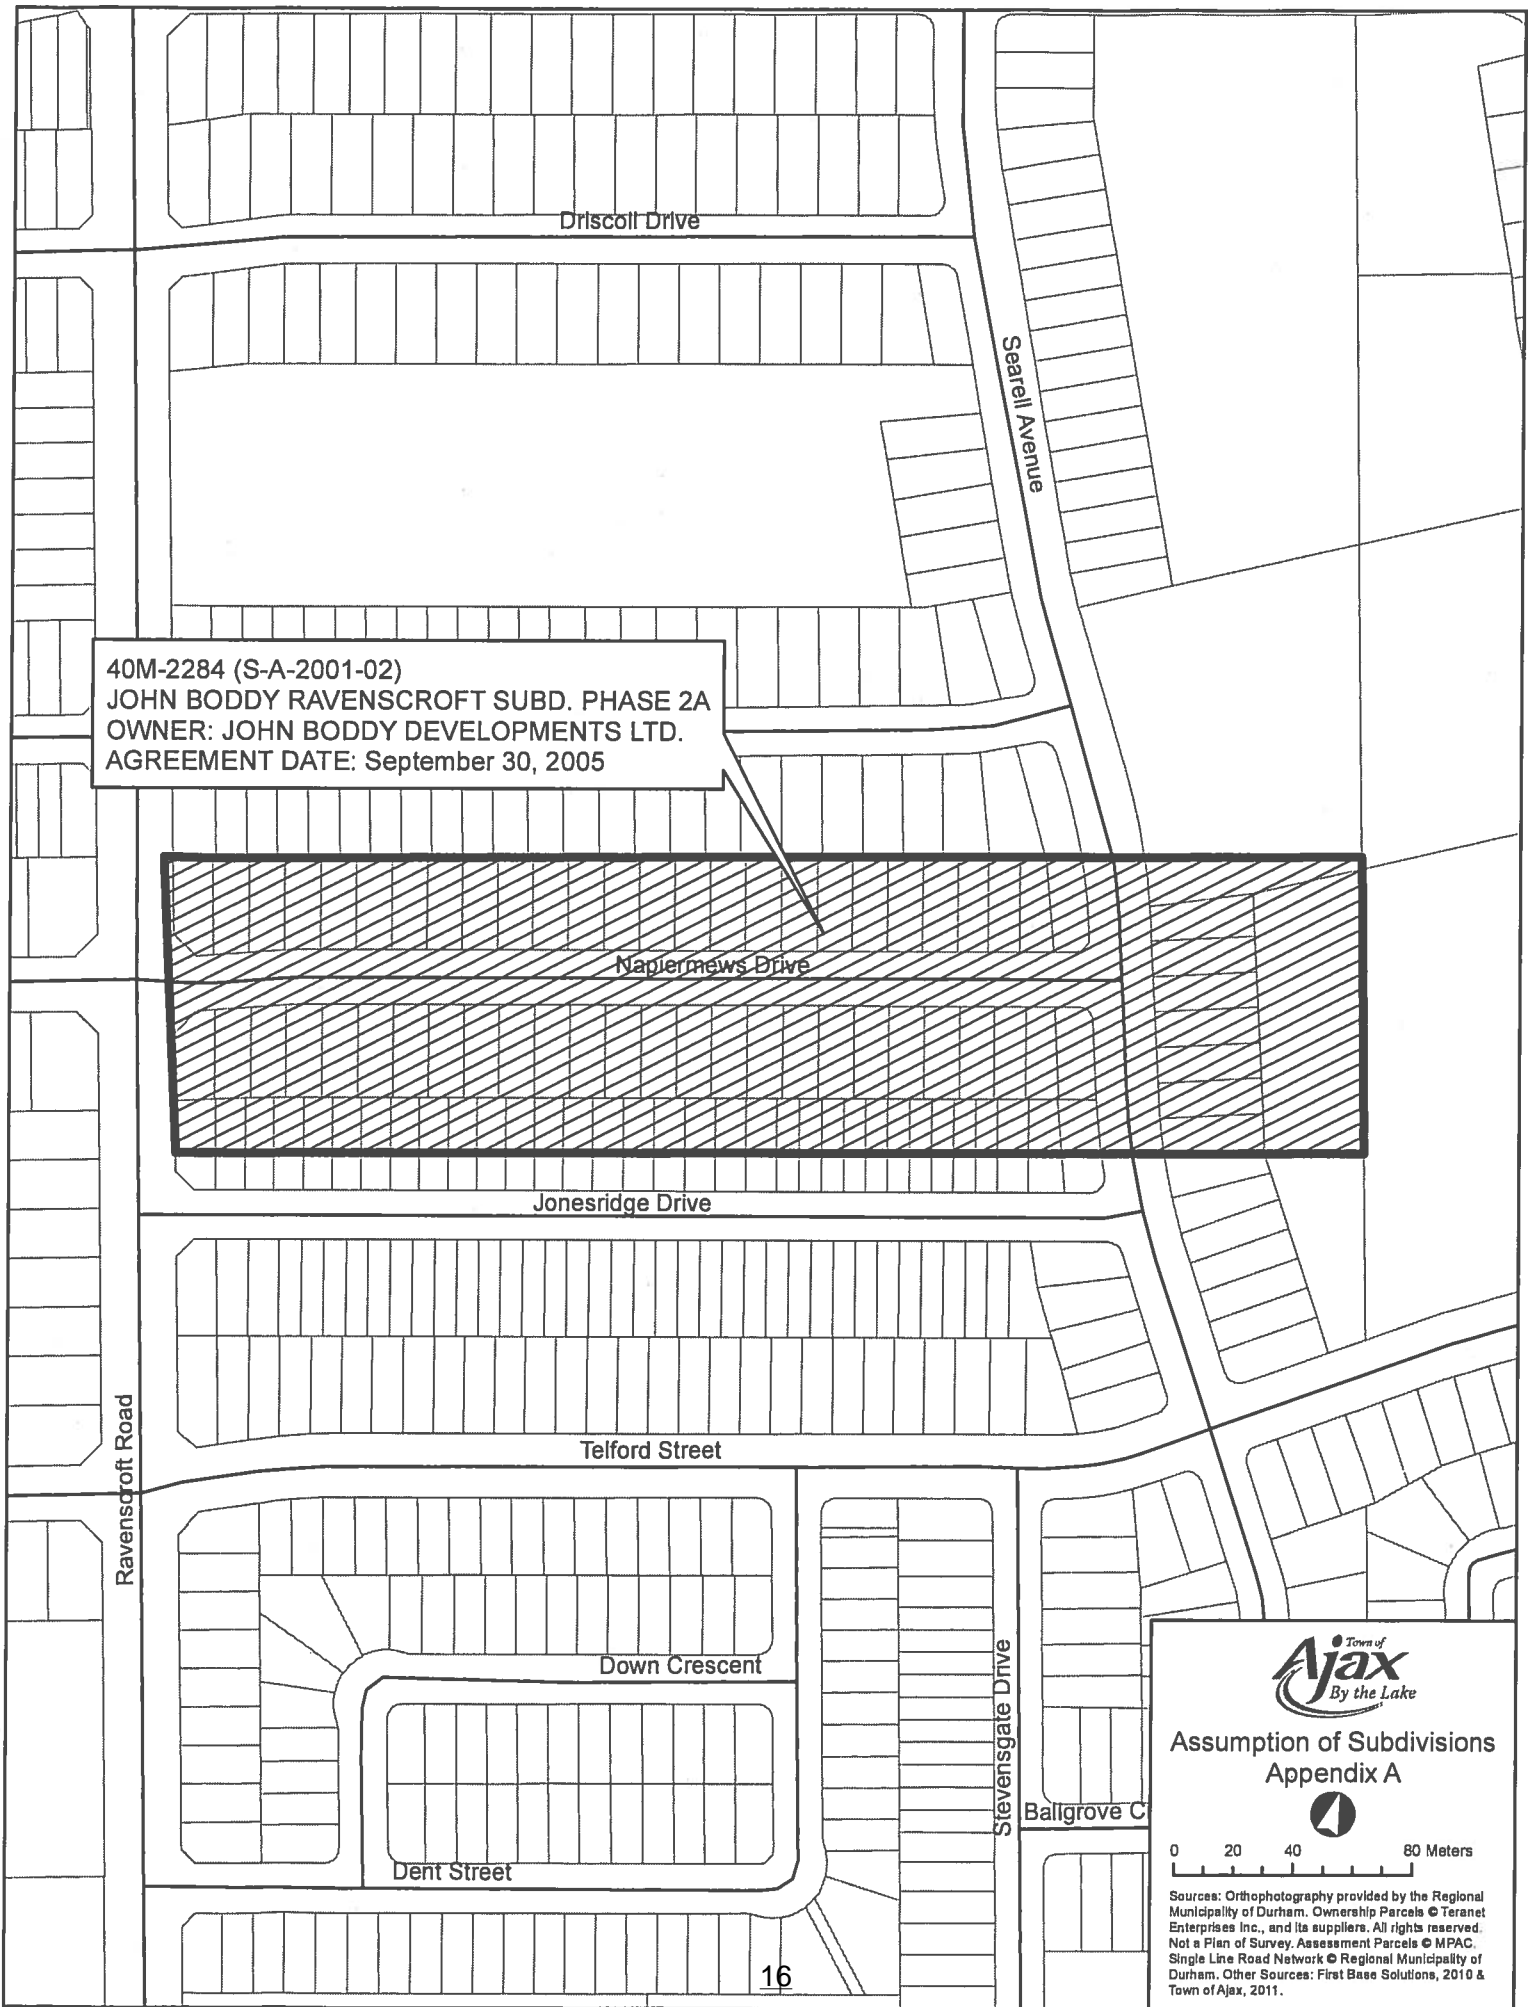 Driscoll Drive
Searell Avenue
40M-2284 (S-A-2001-02)
JOHN BODDY RAVENSCROFT SUBD. PHASE 2A
OWNER: JOHN BODDY DEVELOPMENTS LTD.
AGREEMENT DATE: September 30, 2005
Napiermews Drive
Jonesridge Drive
Ravenscroft Road
Telford Street
Down Crescent
Stevensgate Drive
Ballgrove C
Dent Street
Town of
Ajax
By the Lake
Assumption of Subdivisions
Appendix A
0 20 40 80 Meters
Sources: Orthophotography provided by the Regional
Municipality of Durham. Ownership Parcels © Teranet
Enterprises Inc., and its suppliers. All rights reserved.
Not a Plan of Survey. Assessment Parcels © MPAC.
Single Line Road Network © Regional Municipality of
Durham. Other Sources: First Base Solutions, 2010 &
Town of Ajax, 2011.
16